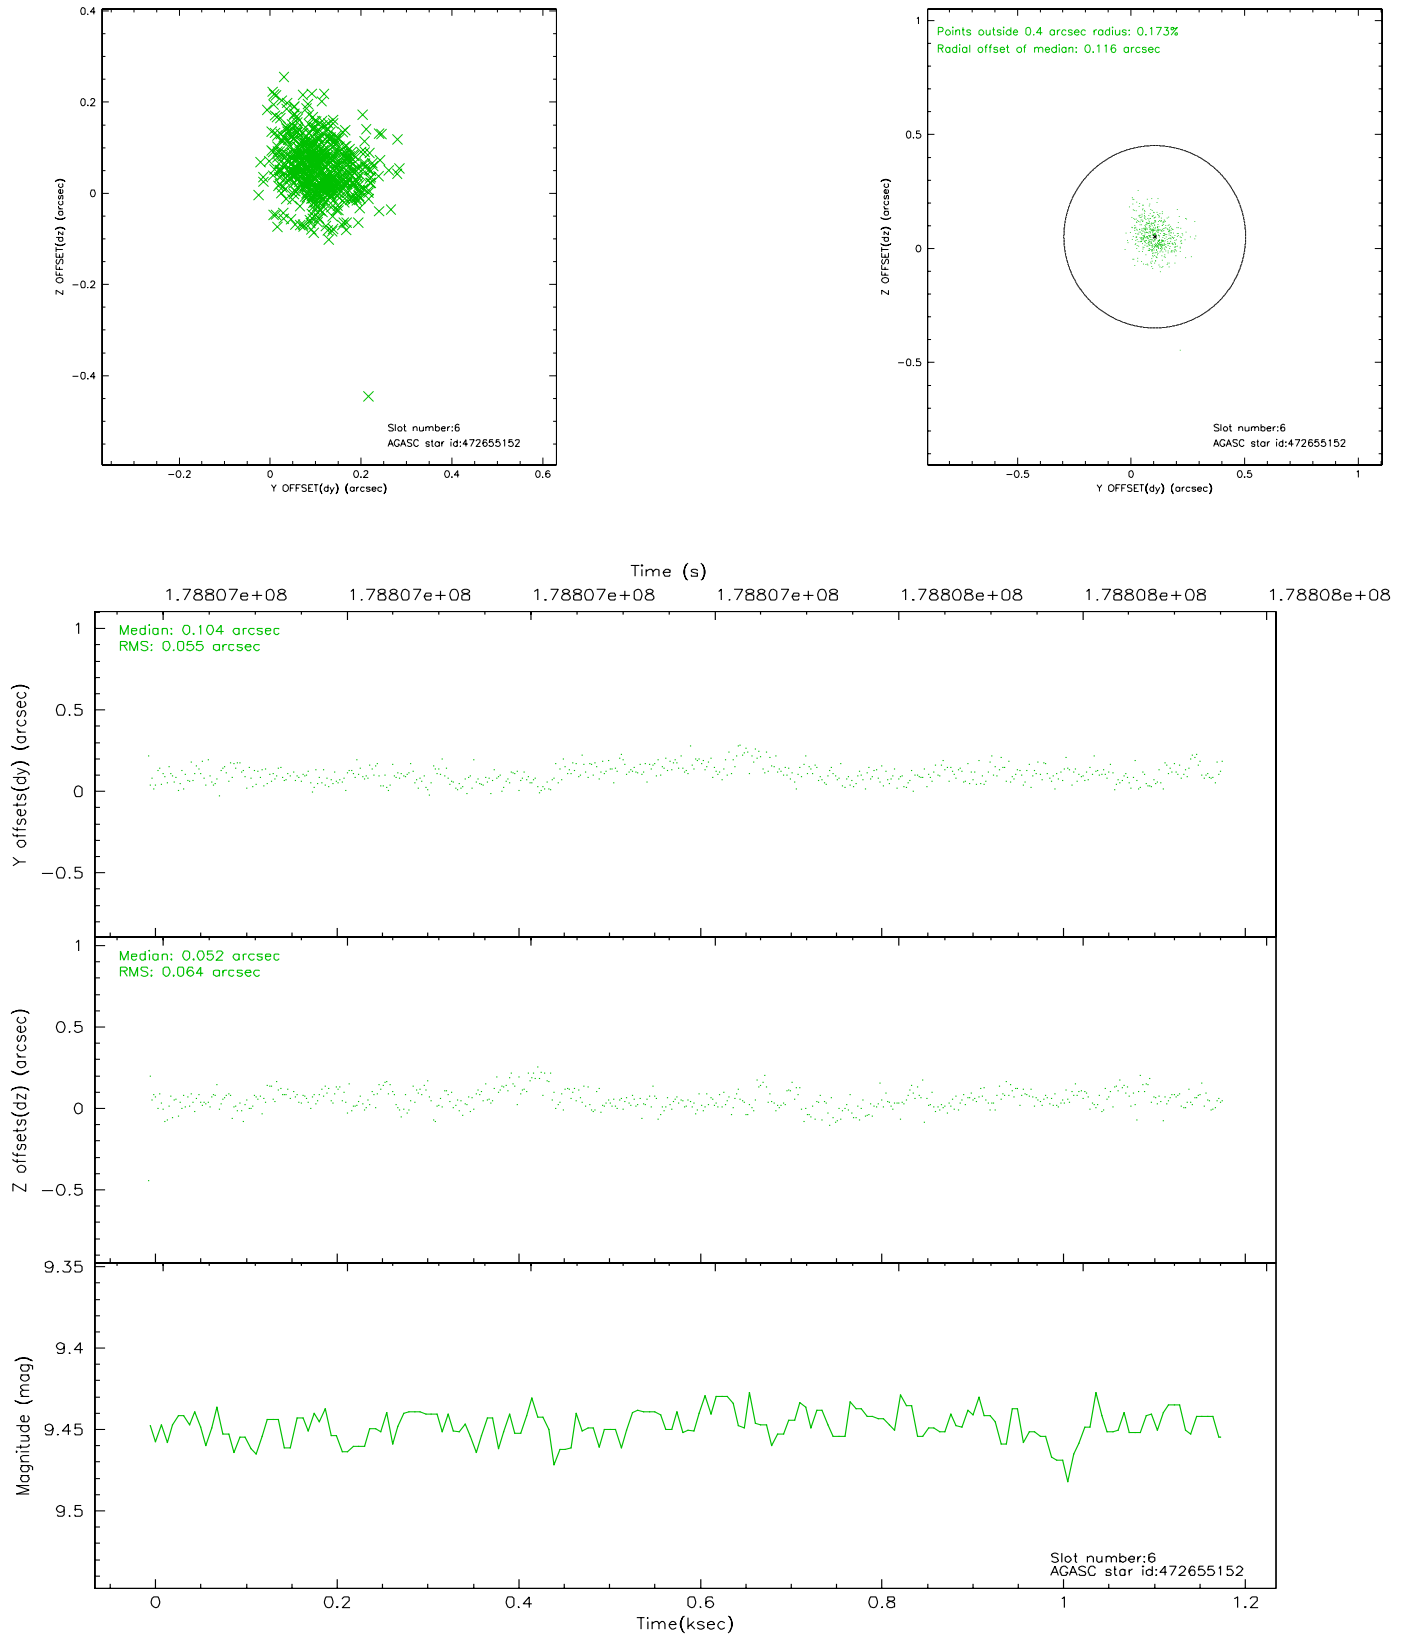 0.4
0.2
0
−0.2
−0.4
Z OFFSET(dz) (arcsec)
−0.2 0 0.2 0.4 0.6
Y OFFSET(dy) (arcsec)
Slot number:6
AGASC star id:472655152
Points outside 0.4 arcsec radius: 0.173%
Radial offset of median: 0.116 arcsec
1
0.5
0
−0.5
Z OFFSET(dz) (arcsec)
−0.5 0 0.5 1
Y OFFSET(dy) (arcsec)
Slot number:6
AGASC star id:472655152
Time (s)
1.78807e+08 1.78807e+08 1.78807e+08 1.78807e+08 1.78808e+08 1.78808e+08 1.78808e+08
Median: 0.104 arcsec
RMS: 0.055 arcsec
1
0.5
0
−0.5
Y offsets(dy) (arcsec)
Median: 0.052 arcsec
RMS: 0.064 arcsec
1
0.5
0
−0.5
Z offsets(dz) (arcsec)
9.35
9.4
9.45
9.5
Magnitude (mag)
Slot number:6
AGASC star id:472655152
0 0.2 0.4 0.6 0.8 1 1.2
Time(ksec)